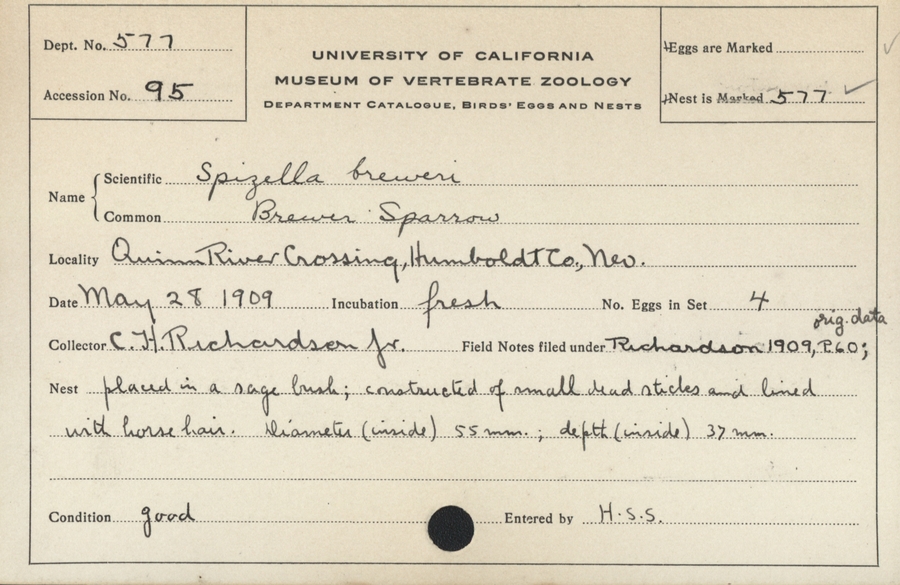 Dept. No. 577
Accession No. 95
UNIVERSITY OF CALIFORNIA
MUSEUM OF VERTEBRATE ZOOLOGY
DEPARTMENT CATALOGUE, BIRDS' EGGS AND NESTS
Eggs are Marked
Nest is Marked 577
Name
Scientific Spizella breweri
Common Brewer Sparrow
Locality Quinn River Crossing, Humboldt Co., Nev.
Date May 28 1909 Incubation fresh No. Eggs in Set 4
orig. data
Collector C. H. Richardson Jr. Field Notes filed under Richardson 1909, P.60;
Nest placed in a sage bush; constructed of small dead sticks and lined
with horse hair. Diameter (inside) 55 mm.; depth (inside) 37 mm.
Condition good Entered by H.S.S.